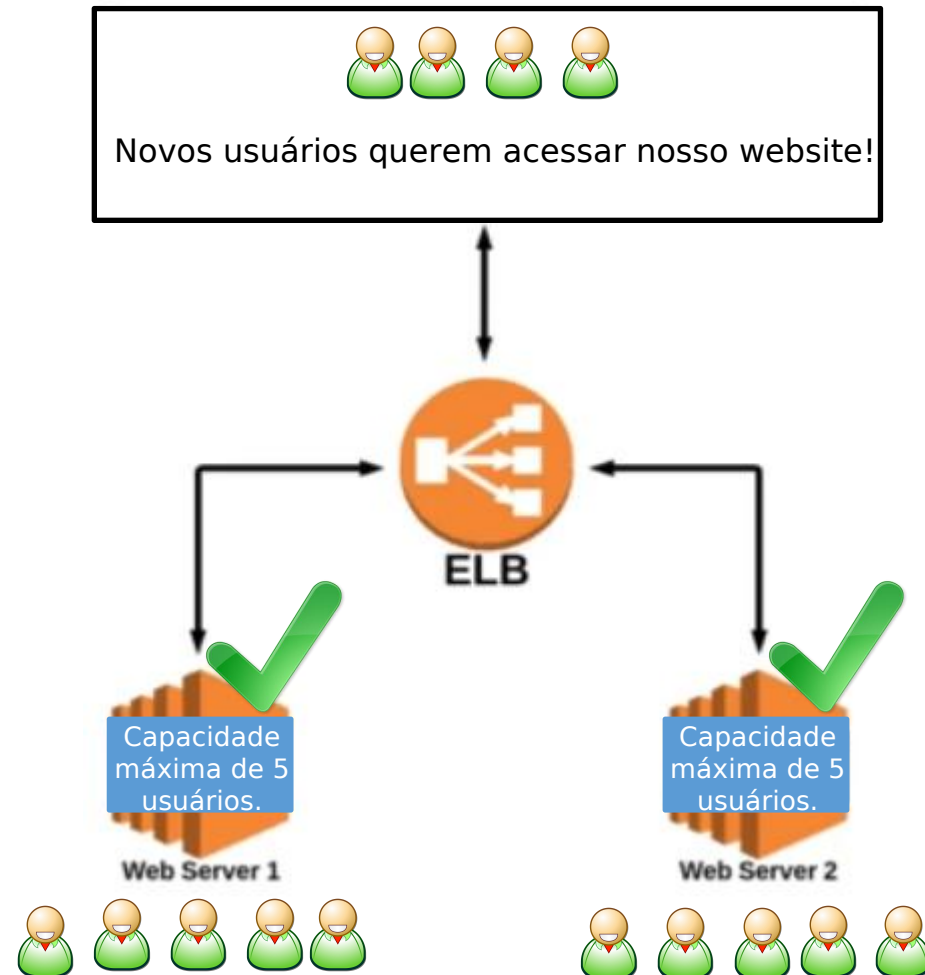 Novos usuários querem acessar nosso website!
ELB
Capacidade
máxima de 5
usuários.
Web Server 1
Capacidade
máxima de 5
usuários.
Web Server 2